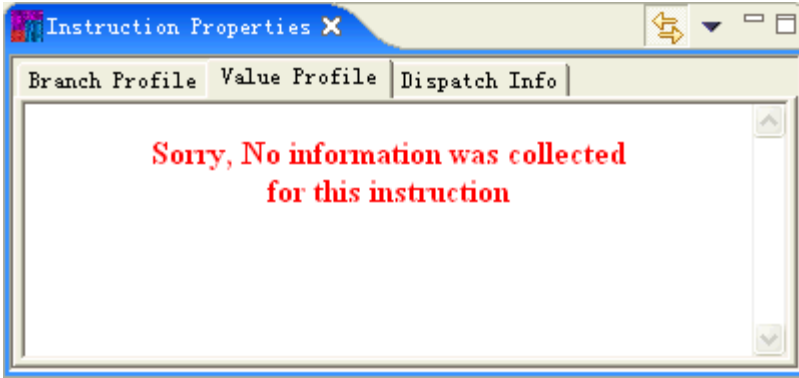 Instruction Properties
Branch Profile Value Profile Dispatch Info
Sorry, No information was collected
for this instruction